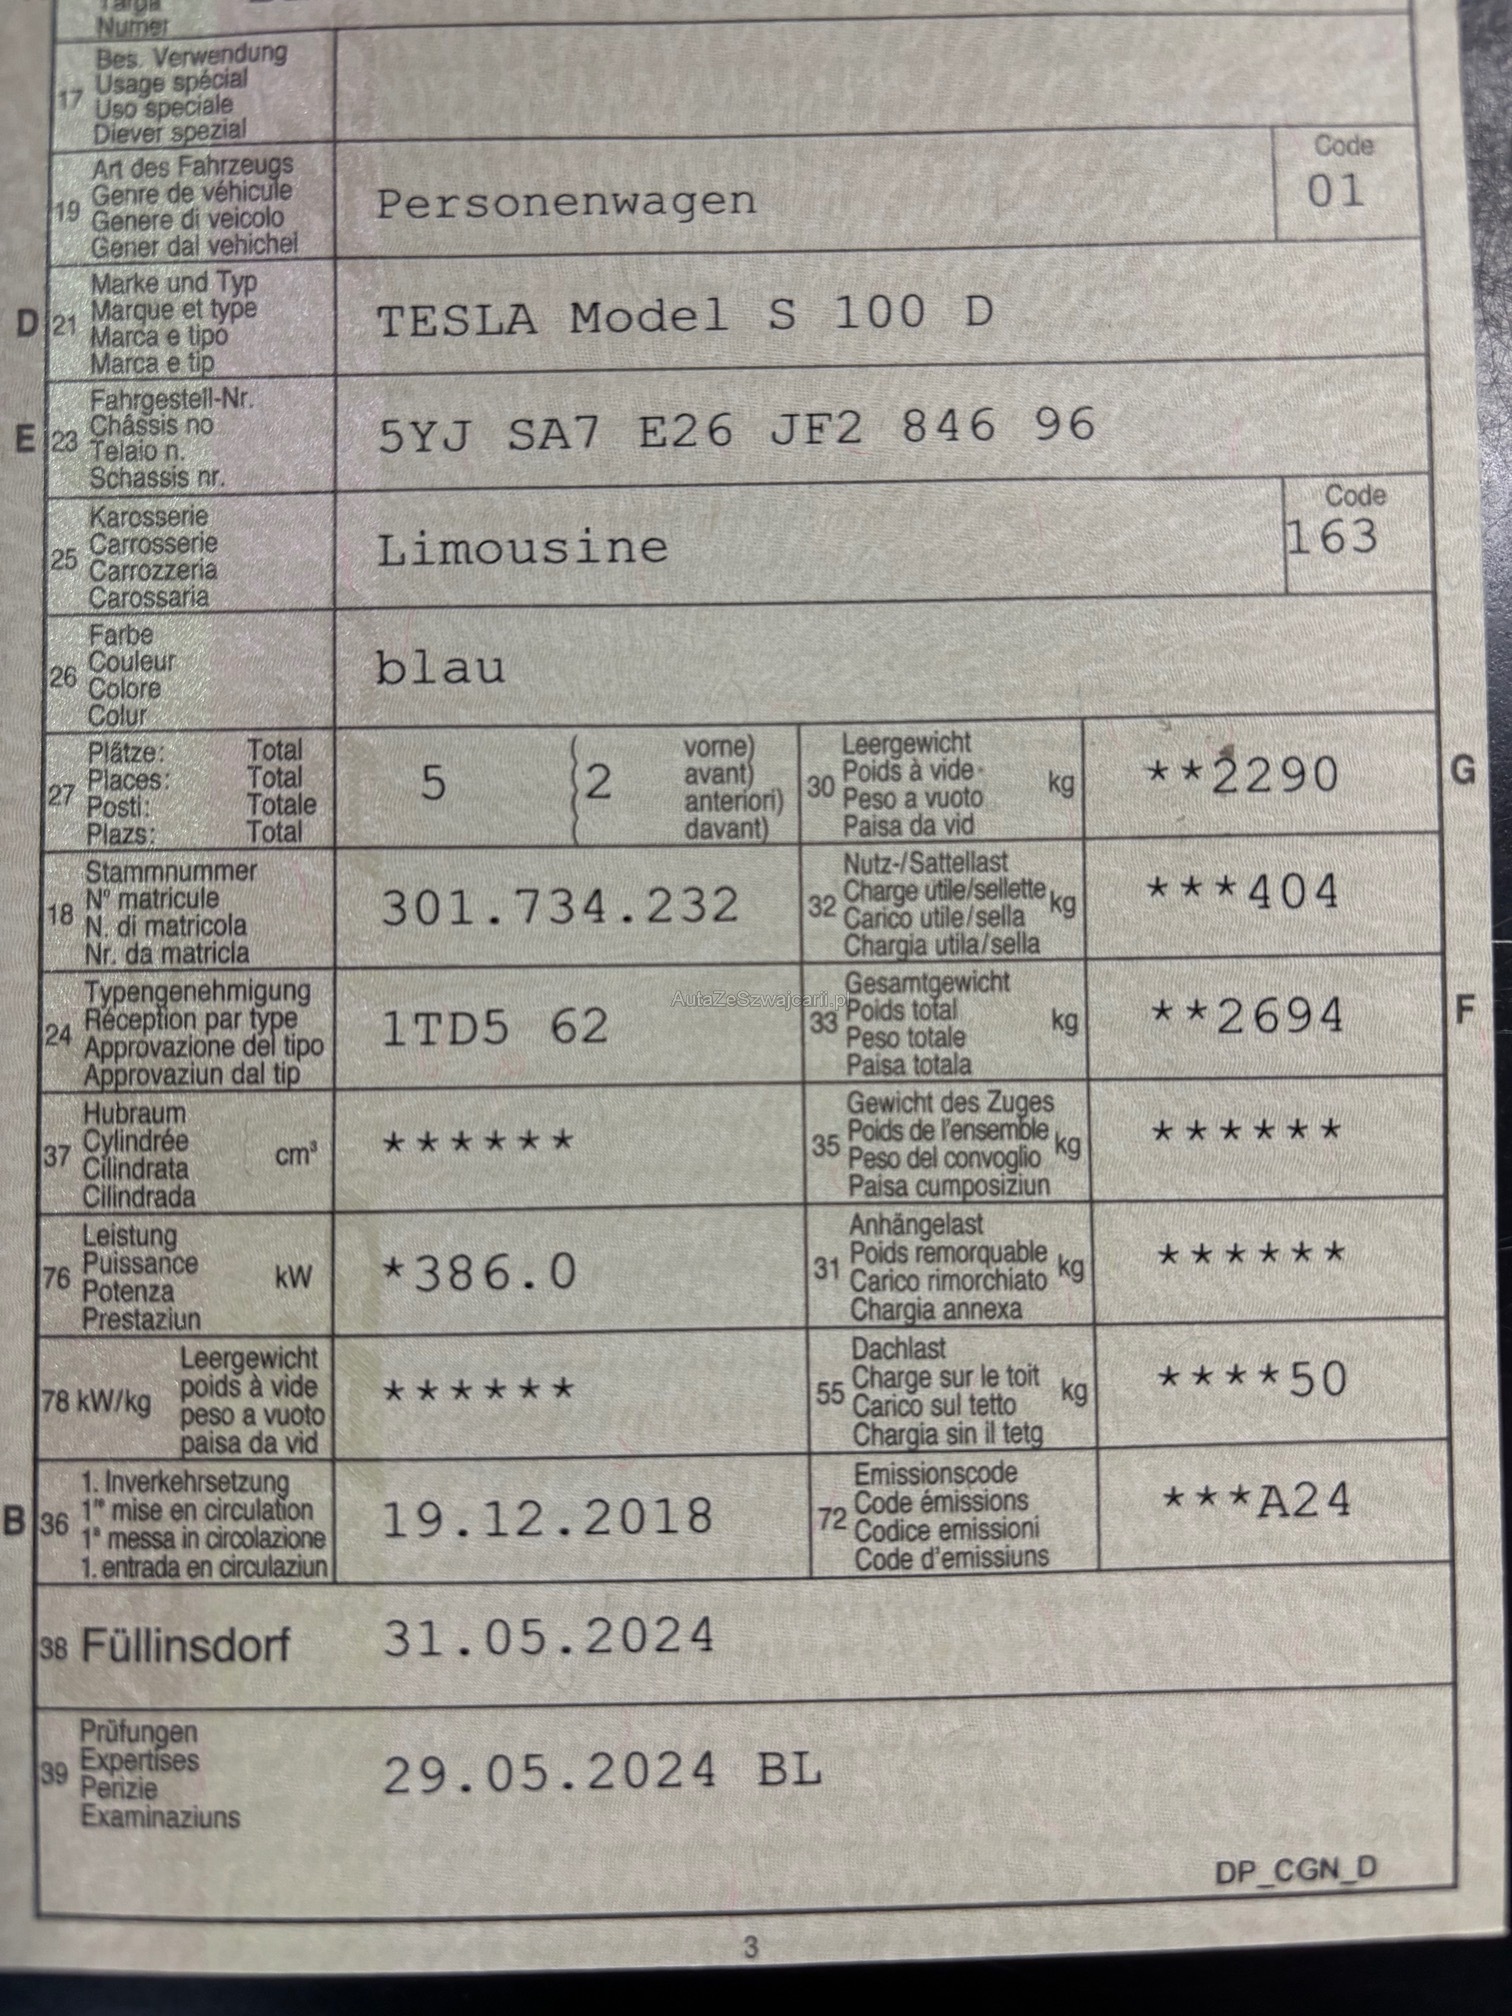 Targa
Numer
17
Bes. Verwendung
Usage spécial
Uso speciale
Diever spezial
19
Art des Fahrzeugs
Genre de véhicule
Genere di veicolo
Gener dal vehichel
Personenwagen
Code
01
D
21
Marke und Typ
Marque et type
Marca e tipo
Marca e tip
TESLA Model S 100 D
E
23
Fahrgestell-Nr.
Châssis no
Telaio n.
Schassis nr.
5YJ SA7 E26 JF2 846 96
25
Karosserie
Carrosserie
Carrozzeria
Carossaria
Limousine
Code
163
26
Farbe
Couleur
Colore
Colur
blau
27
Plätze: Total
Places: Total
Posti: Totale
Plazs: Total
5 2
vorne)
avant)
anteriori)
davant)
30
Leergewicht
Poids à vide
Peso a vuoto
Paisa da vid
kg
**2290
G
18
Stammnummer
N° matricule
N. di matricola
Nr. da matricla
301.734.232
32
Nutz-/Sattellast
Charge utile/sellette
Carico utile/sella
Chargia utila/sella
kg
***404
24
Typengenehmigung
Réception par type
Approvazione del tipo
Approvaziun dal tip
1TD5 62
AutaZeSzwajcarii.pl
33
Gesamtgewicht
Poids total
Peso totale
Paisa totala
kg
**2694
F
37
Hubraum
Cylindrée
Cilindrata
Cilindrada
cm³
******
35
Gewicht des Zuges
Poids de l'ensemble
Peso del convoglio
Paisa cumposiziun
kg
******
76
Leistung
Puissance
Potenza
Prestaziun
kW
*386.0
31
Anhängelast
Poids remorquable
Carico rimorchiato
Chargia annexa
kg
******
78 kW/kg
Leergewicht
poids à vide
peso a vuoto
paisa da vid
******
55
Dachlast
Charge sur le toit
Carico sul tetto
Chargia sin il tetg
kg
****50
B
36
1. Inverkehrsetzung
1re mise en circulation
1a messa in circolazione
1. entrada en circulaziun
19.12.2018
72
Emissionscode
Code émissions
Codice emissioni
Code d'emissiuns
***A24
38 Füllinsdorf 31.05.2024
39
Prüfungen
Expertises
Perizie
Examinaziuns
29.05.2024 BL
DP_CGN_D
3